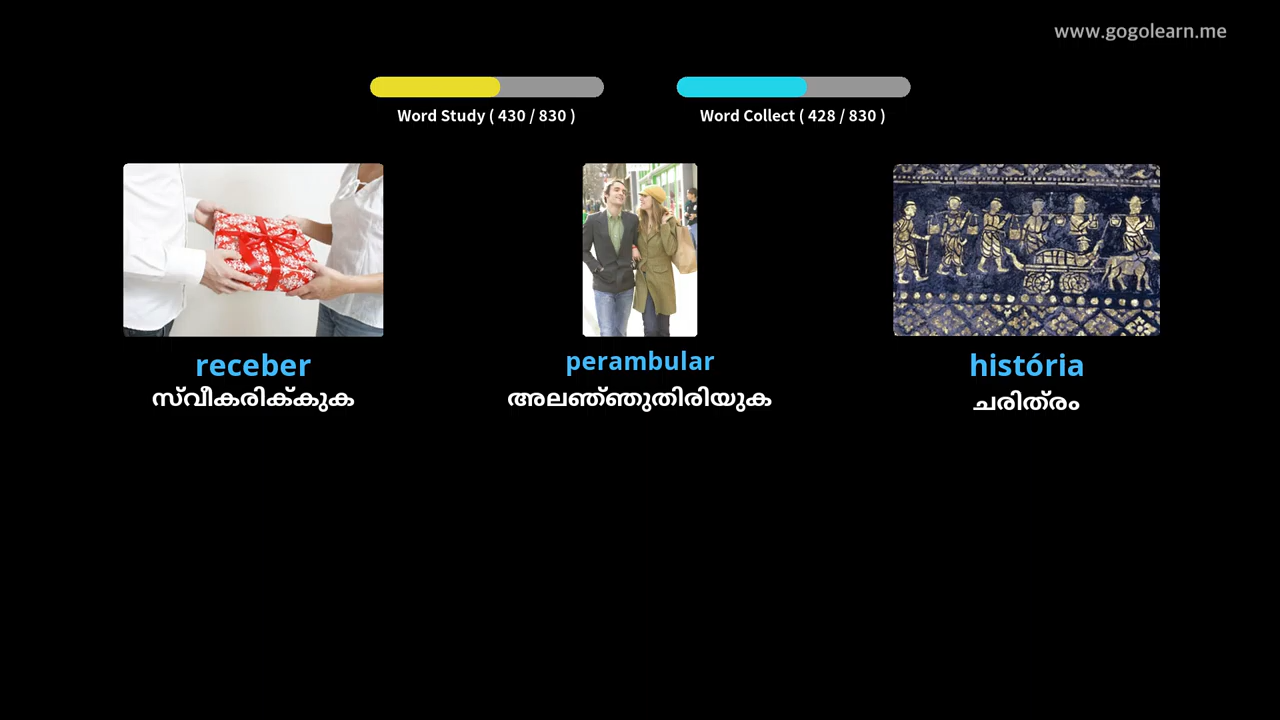 www.gogolearn.me
Word Study ( 430 / 830 )
Word Collect ( 428 / 830 )
receber
perambular
história
സ്വീകരിക്കുക
അലഞ്ഞുതിരിയുക
ചരിത്രം